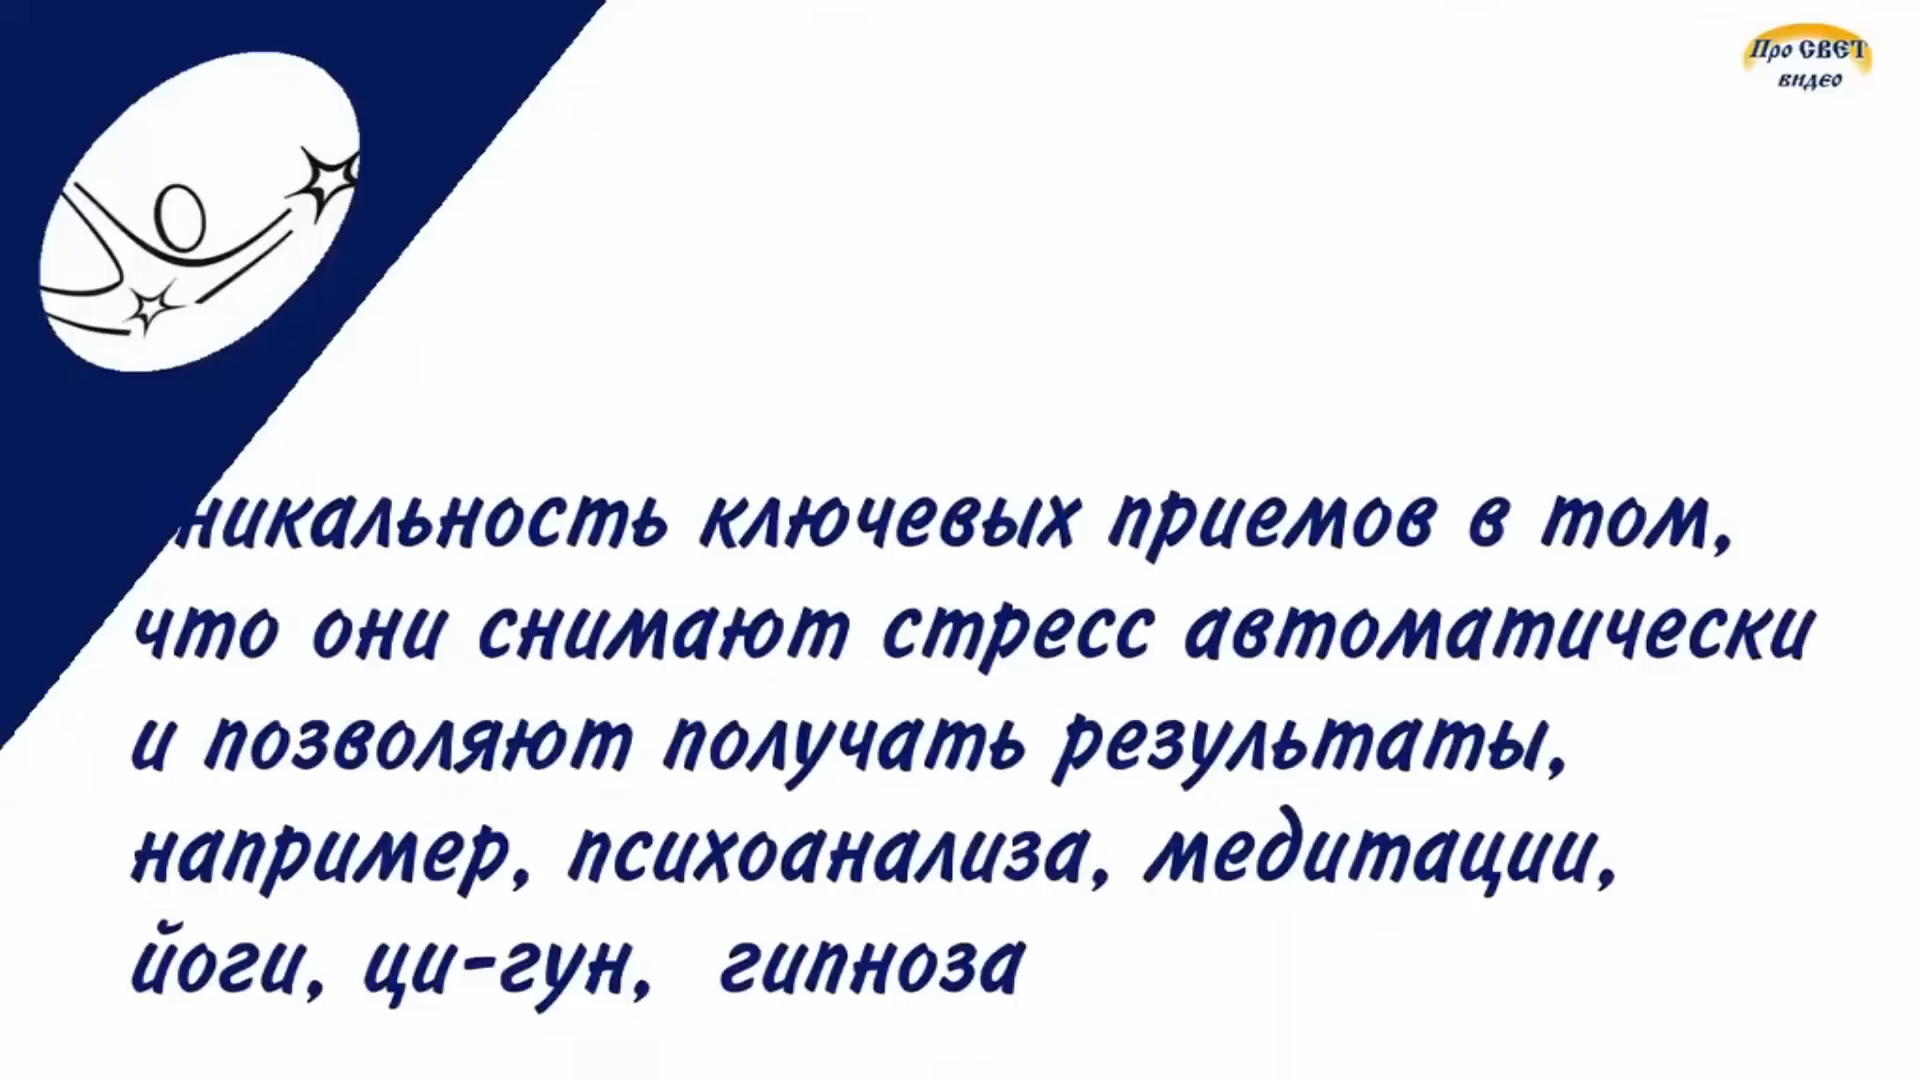 Про СВЕТ
видео
никальность ключевых приемов в том,
что они снимают стресс автоматически
и позволяют получать результаты,
например, психоанализа, медитации,
йоги, ци-гун, гипноза